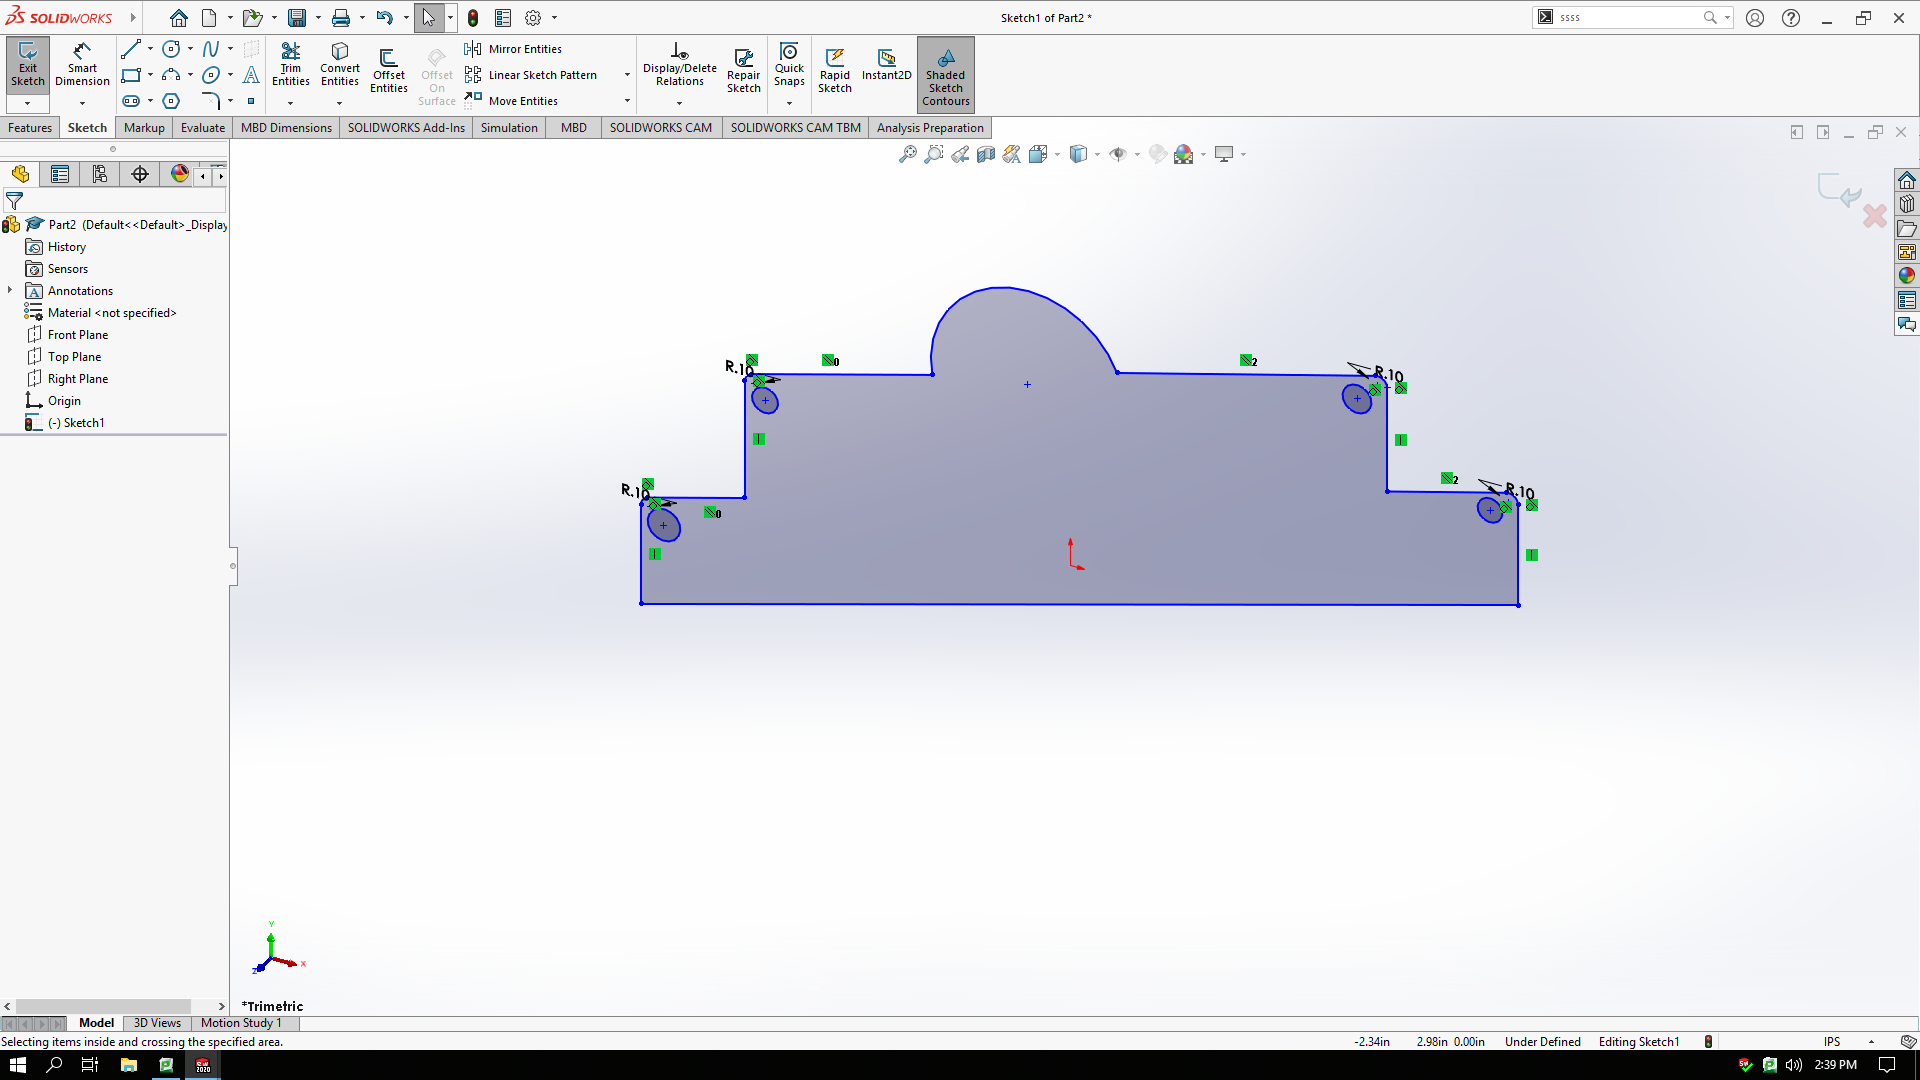 SOLIDWORKS
Sketch1 of Part2 *
ssss
Exit Sketch
Smart Dimension
Trim Entities
Convert Entities
Offset Entities
Offset On Surface
Mirror Entities
Linear Sketch Pattern
Move Entities
Display/Delete Relations
Repair Sketch
Quick Snaps
Rapid Sketch
Instant2D
Shaded Sketch Contours
Features
Sketch
Markup
Evaluate
MBD Dimensions
SOLIDWORKS Add-Ins
Simulation
MBD
SOLIDWORKS CAM
SOLIDWORKS CAM TBM
Analysis Preparation
Part2 (Default<<Default>_Display
History
Sensors
Annotations
Material <not specified>
Front Plane
Top Plane
Right Plane
Origin
(-) Sketch1
R.10
0
2
R.10
R.10
0
2
R.10
Y
X
Z
*Trimetric
Model
3D Views
Motion Study 1
Selecting items inside and crossing the specified area.
-2.34in
2.98in
0.00in
Under Defined
Editing Sketch1
IPS
2:39 PM